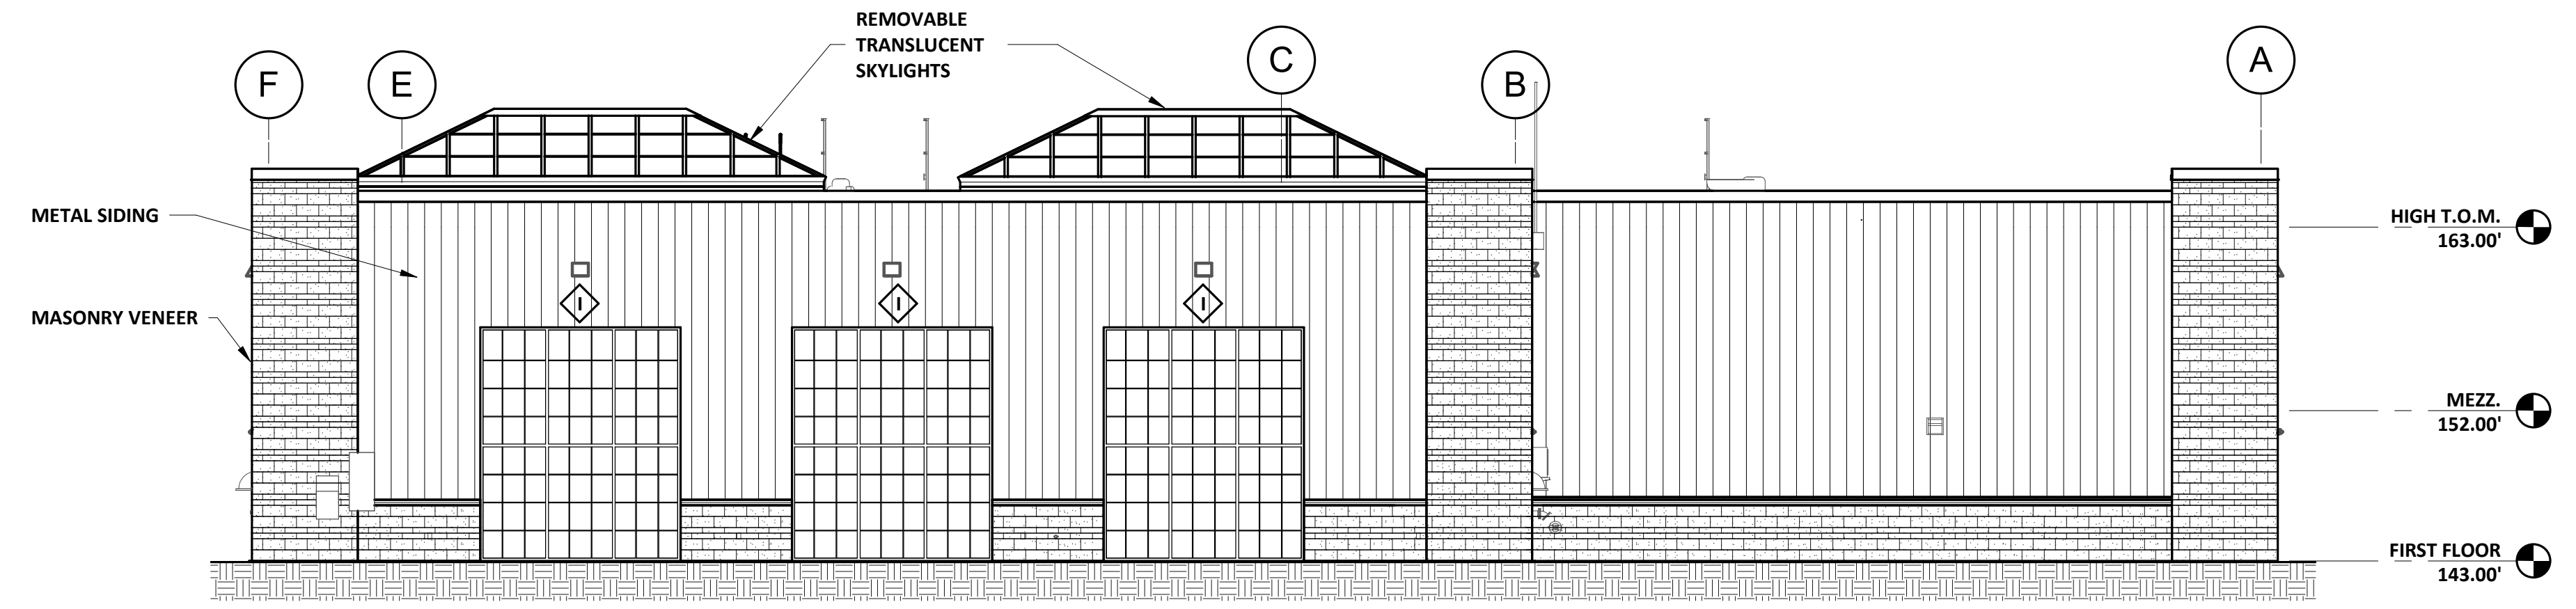 REMOVABLE
TRANSLUCENT
SKYLIGHTS
F
E
C
B
A
METAL SIDING
MASONRY VENEER
I
I
I
HIGH T.O.M.
163.00'
MEZZ.
152.00'
FIRST FLOOR
143.00'